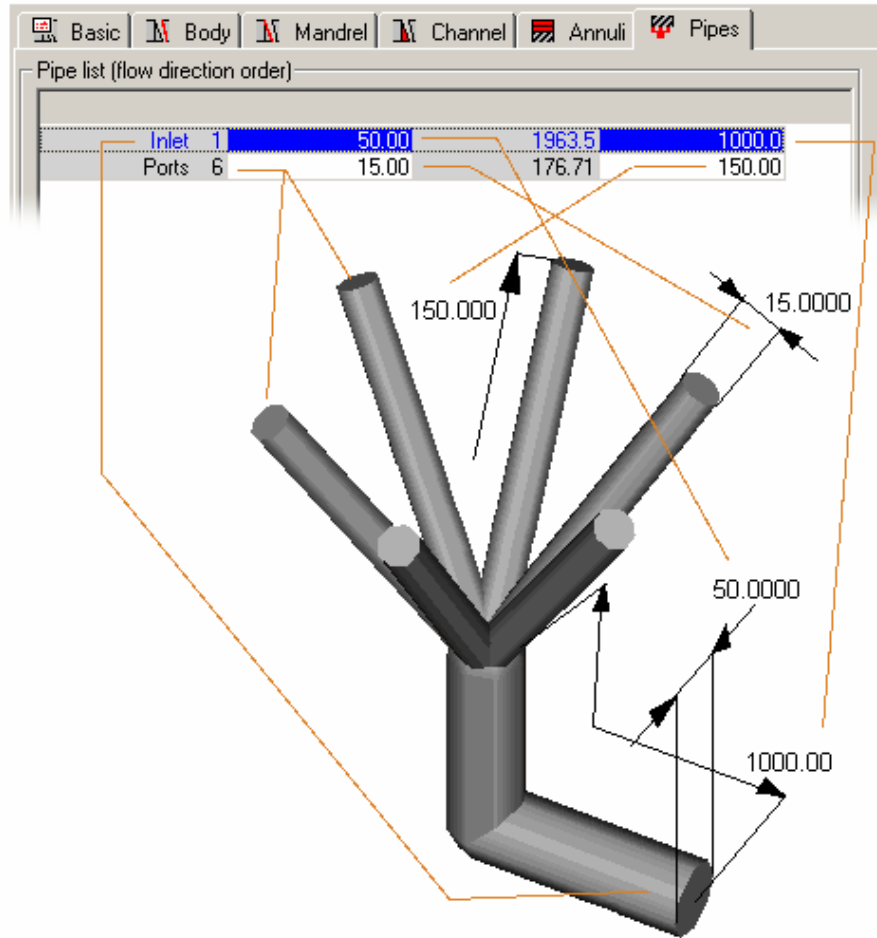 Basic Body Mandrel Channel Annuli Pipes
Pipe list (flow direction order)
Inlet 1 50.00 1963.5 1000.0
Ports 6 15.00 176.71 150.00
150.000
15.0000
50.0000
1000.00